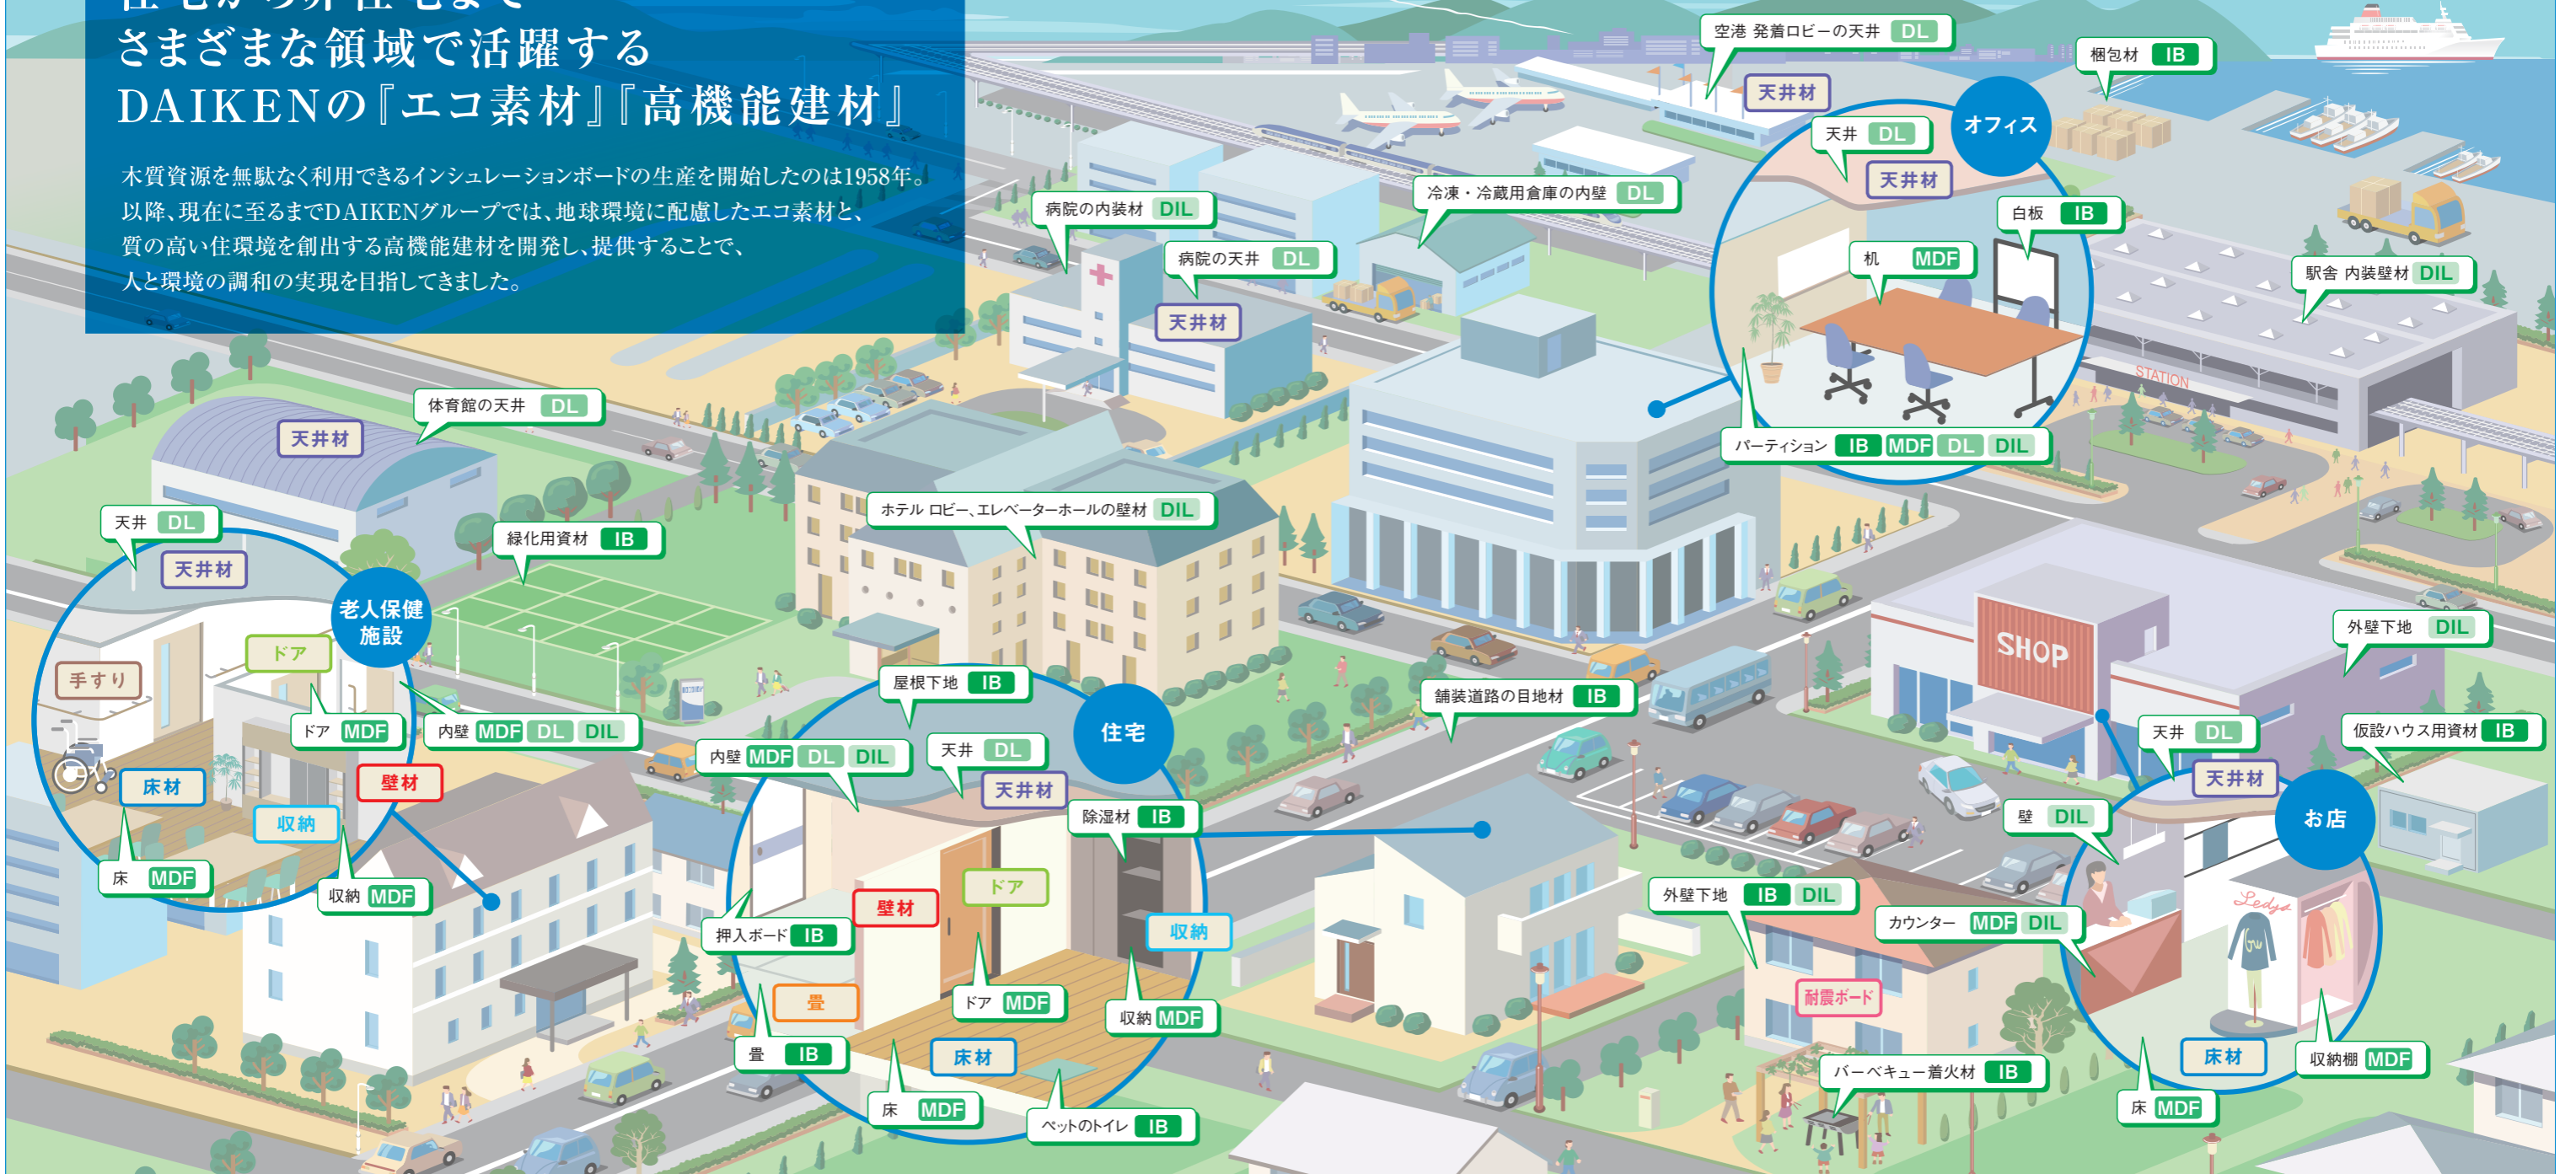 住宅から非住宅まで
さまざまな領域で活躍する
DAIKENの『エコ素材』『高機能建材』
木質資源を無駄なく利用できるインシュレーションボードの生産を開始したのは1958年。
以降、現在に至るまでDAIKENグループでは、地球環境に配慮したエコ素材と、
質の高い住環境を創出する高機能建材を開発し、提供することで、
人と環境の調和の実現を目指してきました。
空港 発着ロビーの天井 DL
天井材
梱包材 IB
オフィス
天井 DL
天井材
白板 IB
机 MDF
パーティション IB MDF DL DIL
冷凍・冷蔵用倉庫の内壁 DL
病院の内装材 DIL
病院の天井 DL
天井材
駅舎 内装壁材 DIL
STATION
体育館の天井 DL
天井材
緑化用資材 IB
ホテル ロビー、エレベーターホールの壁材 DIL
天井 DL
天井材
老人保健
施設
ドア
手すり
ドア MDF
内壁 MDF DL DIL
床材
壁材
収納
床 MDF
収納 MDF
屋根下地 IB
住宅
内壁 MDF DL DIL
天井 DL
天井材
除湿材 IB
ドア
壁材
収納
押入ボード IB
畳
ドア MDF
収納 MDF
畳 IB
床材
床 MDF
ペットのトイレ IB
舗装道路の目地材 IB
SHOP
外壁下地 DIL
仮設ハウス用資材 IB
天井 DL
天井材
お店
壁 DIL
外壁下地 IB DIL
カウンター MDF DIL
Ledys
耐震ボード
床材
収納棚 MDF
バーベキュー着火材 IB
床 MDF